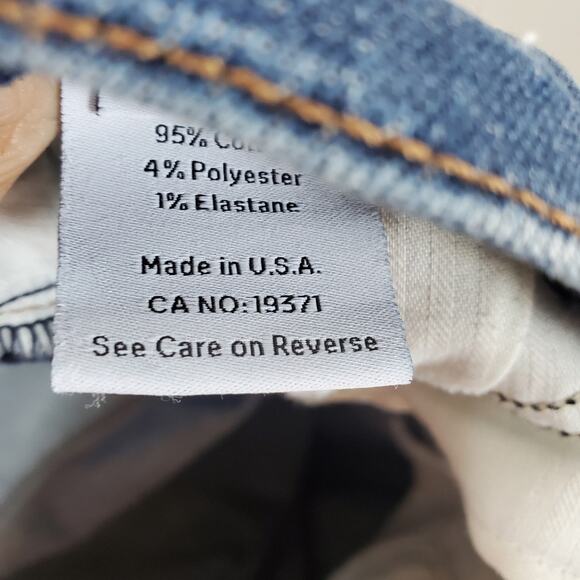 95%
4% Polyester
1% Elastane
Made in U.S.A.
CA NO:19371
See Care on Reverse